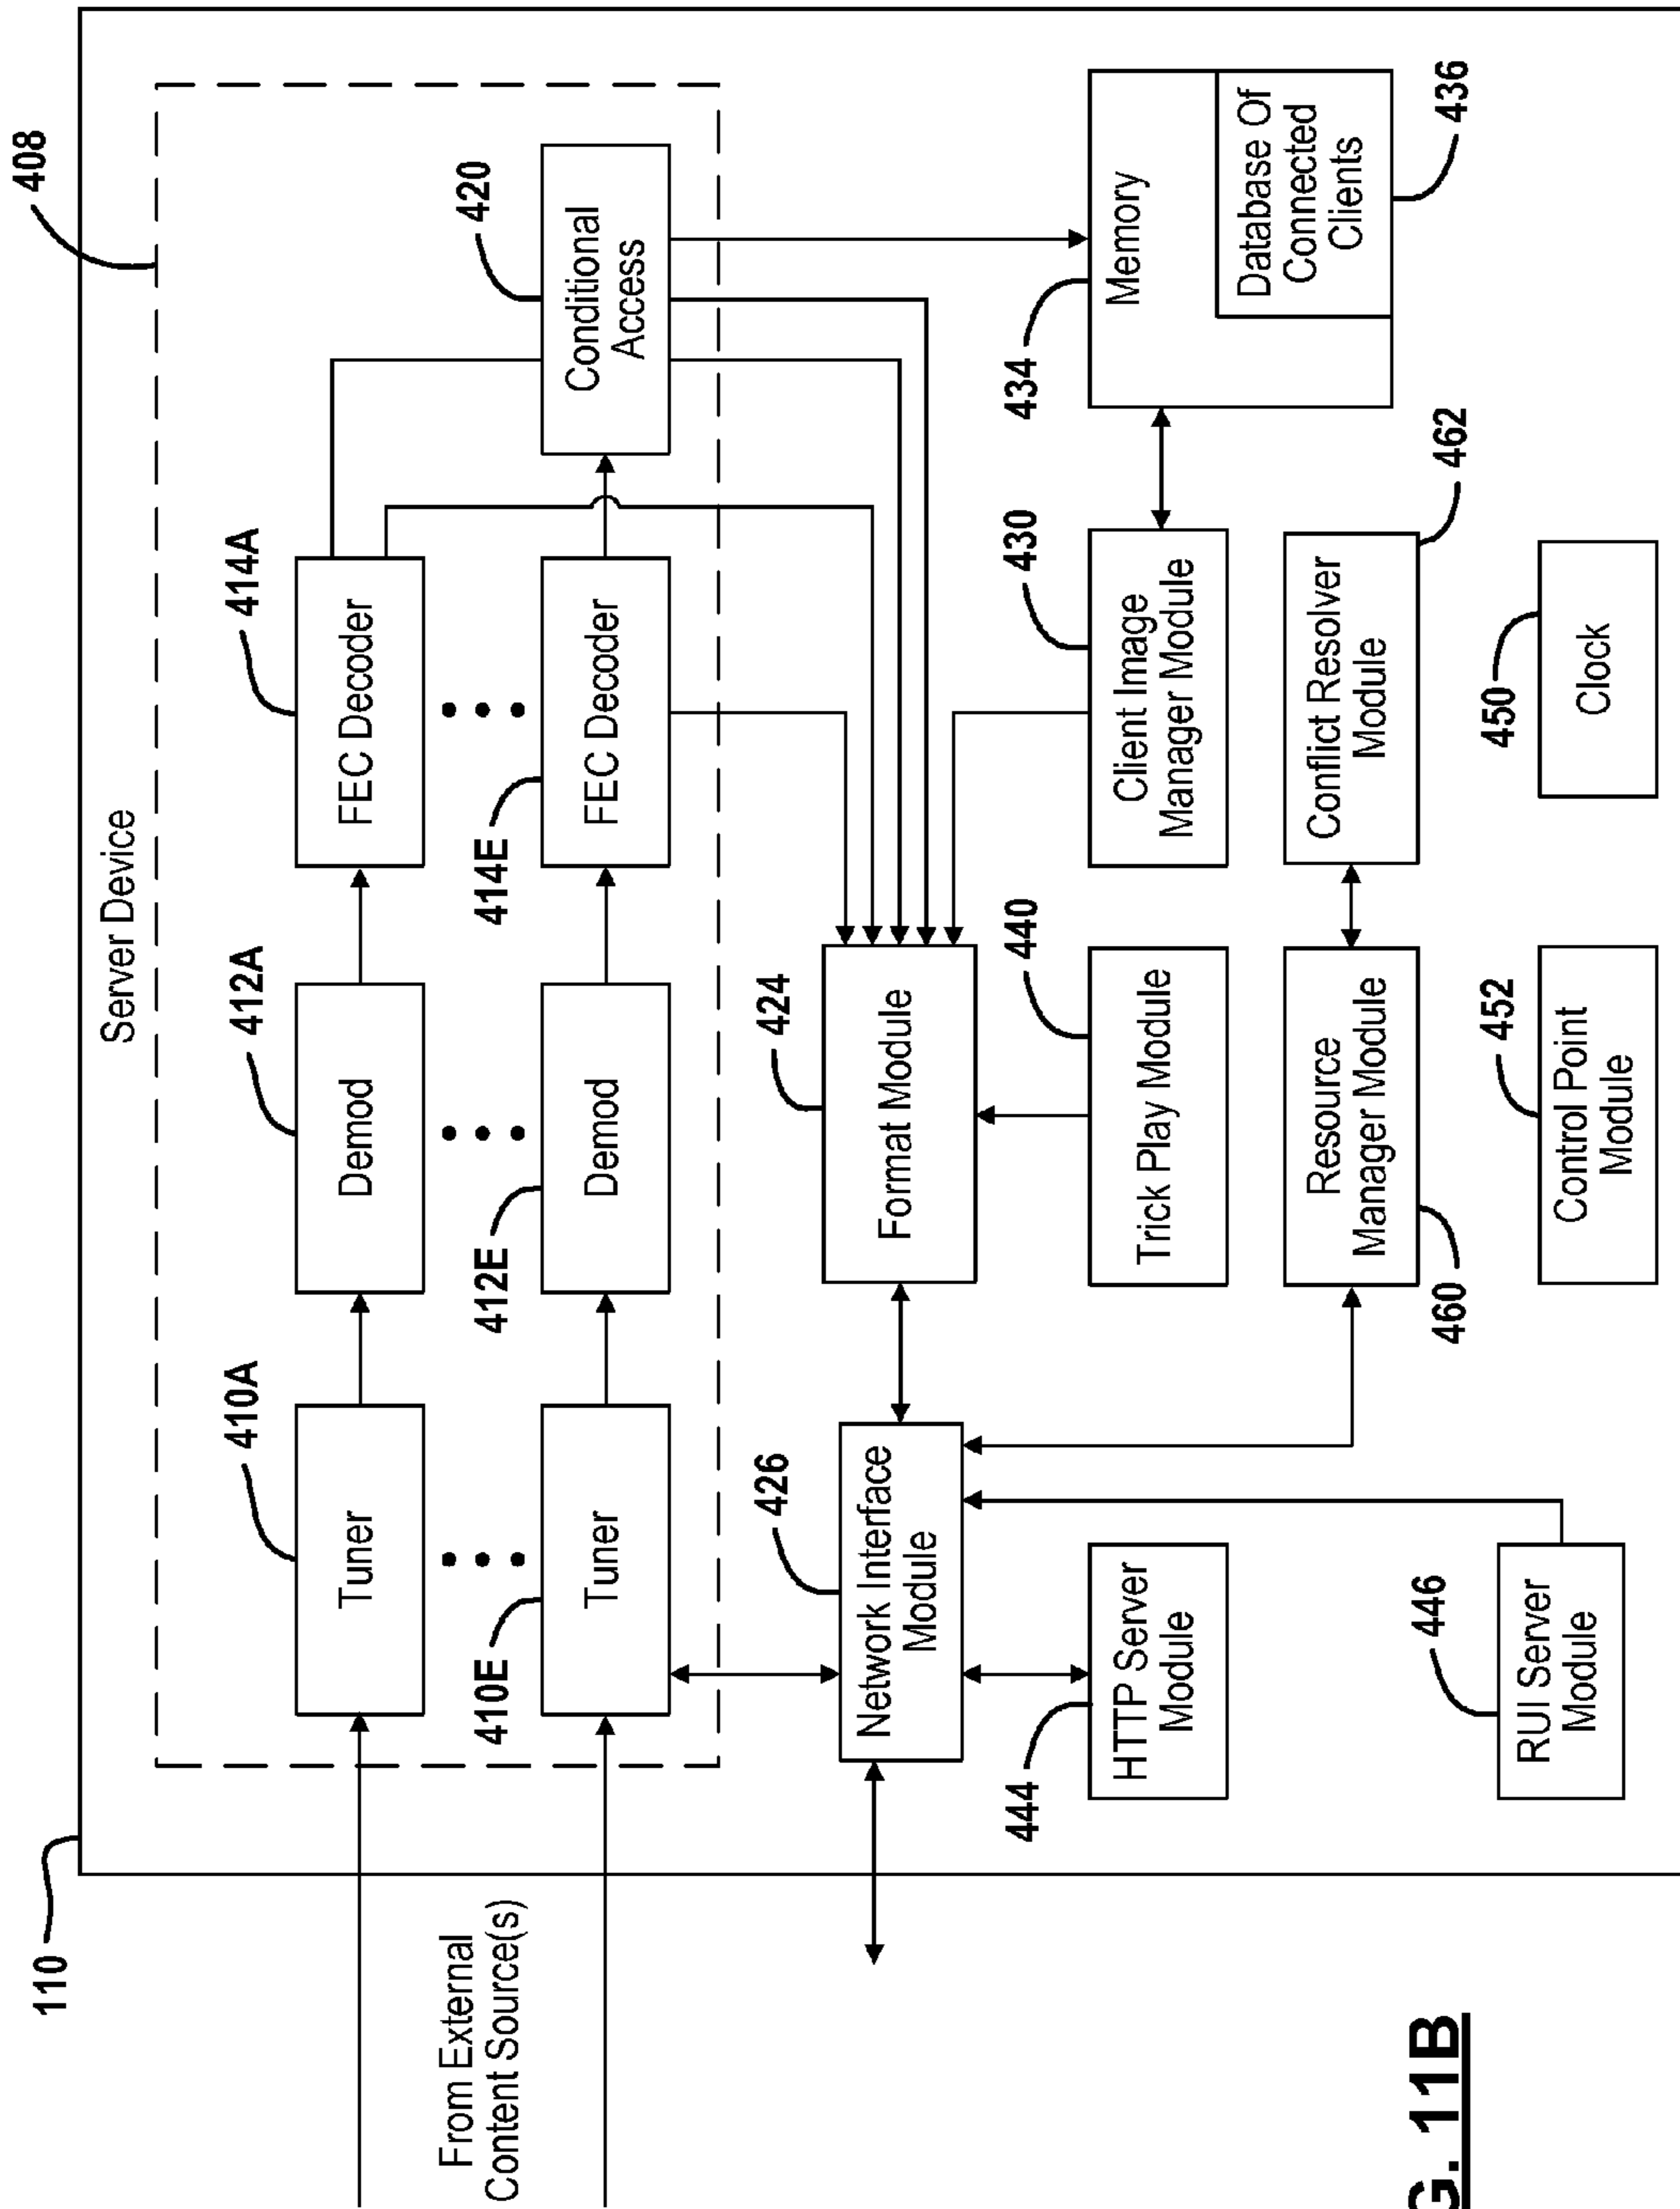 110
Server Device
408
410A
Tuner
412A
Demod
414A
FEC Decoder
From External
Content Source(s)
410E
Tuner
412E
Demod
414E
FEC Decoder
420
Conditional
Access
426
Network Interface
Module
424
Format Module
444
HTTP Server
Module
440
Trick Play Module
430
Client Image
Manager Module
434
Memory
Database Of
Connected
Clients
436
460
Resource
Manager Module
Conflict Resolver
Module
462
446
RUI Server
Module
452
Control Point
Module
450
Clock
G. 11B